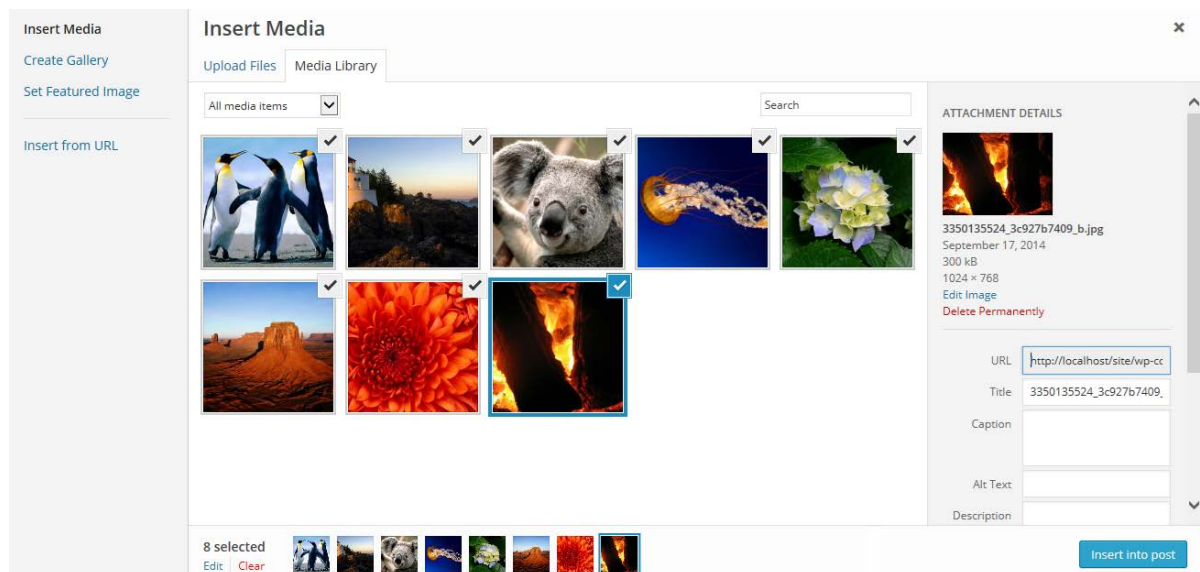 Insert Media
Create Gallery
Set Featured Image
Insert from URL
Insert Media
Upload Files Media Library
All media items
Search
ATTACHMENT DETAILS
3350135524_3c927b7409_b.jpg
September 17, 2014
300 kB
1024 × 768
Edit Image
Delete Permanently
URL http://localhost/site/wp-cc
Title 3350135524_3c927b7409_
Caption
Alt Text
Description
8 selected
Edit Clear
Insert into post